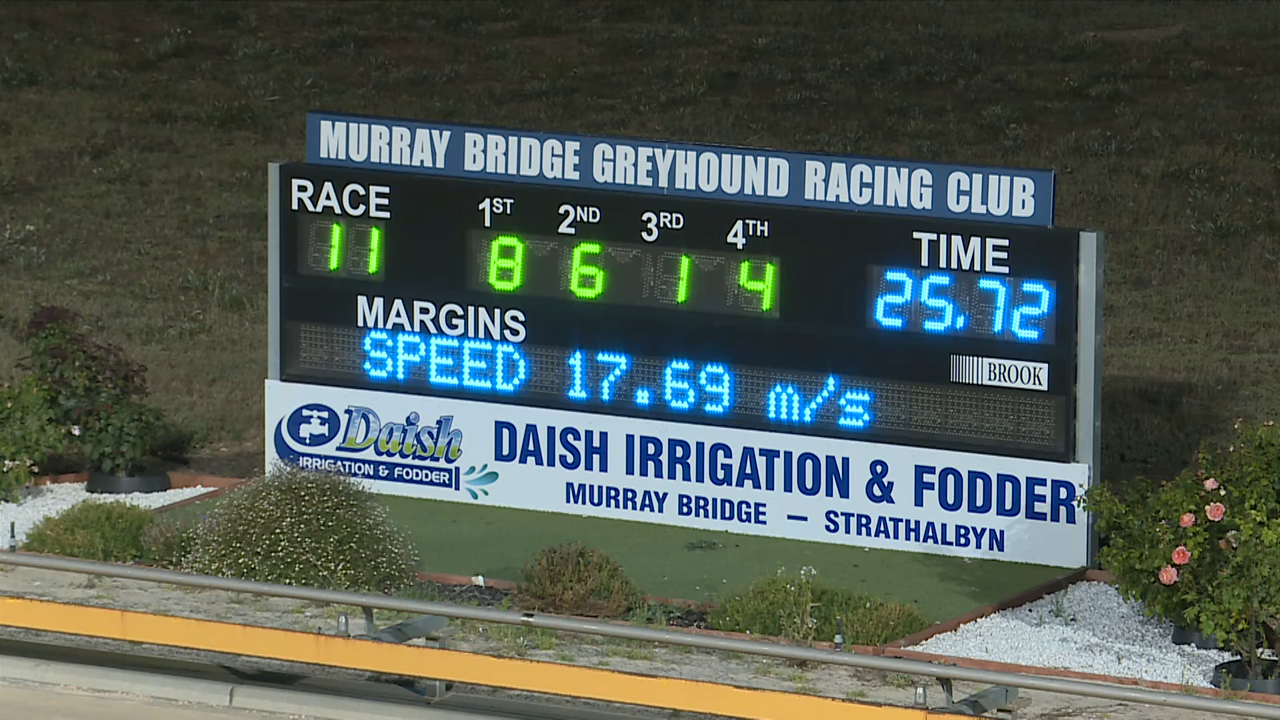 MURRAY BRIDGE GREYHOUND RACING CLUB
RACE 1ST 2ND 3RD 4TH TIME
11 8 6 1 4 25.72
MARGINS
SPEED 17.69 m/s
BROOK
Daish
IRRIGATION & FODDER
DAISH IRRIGATION & FODDER
MURRAY BRIDGE – STRATHALBYN